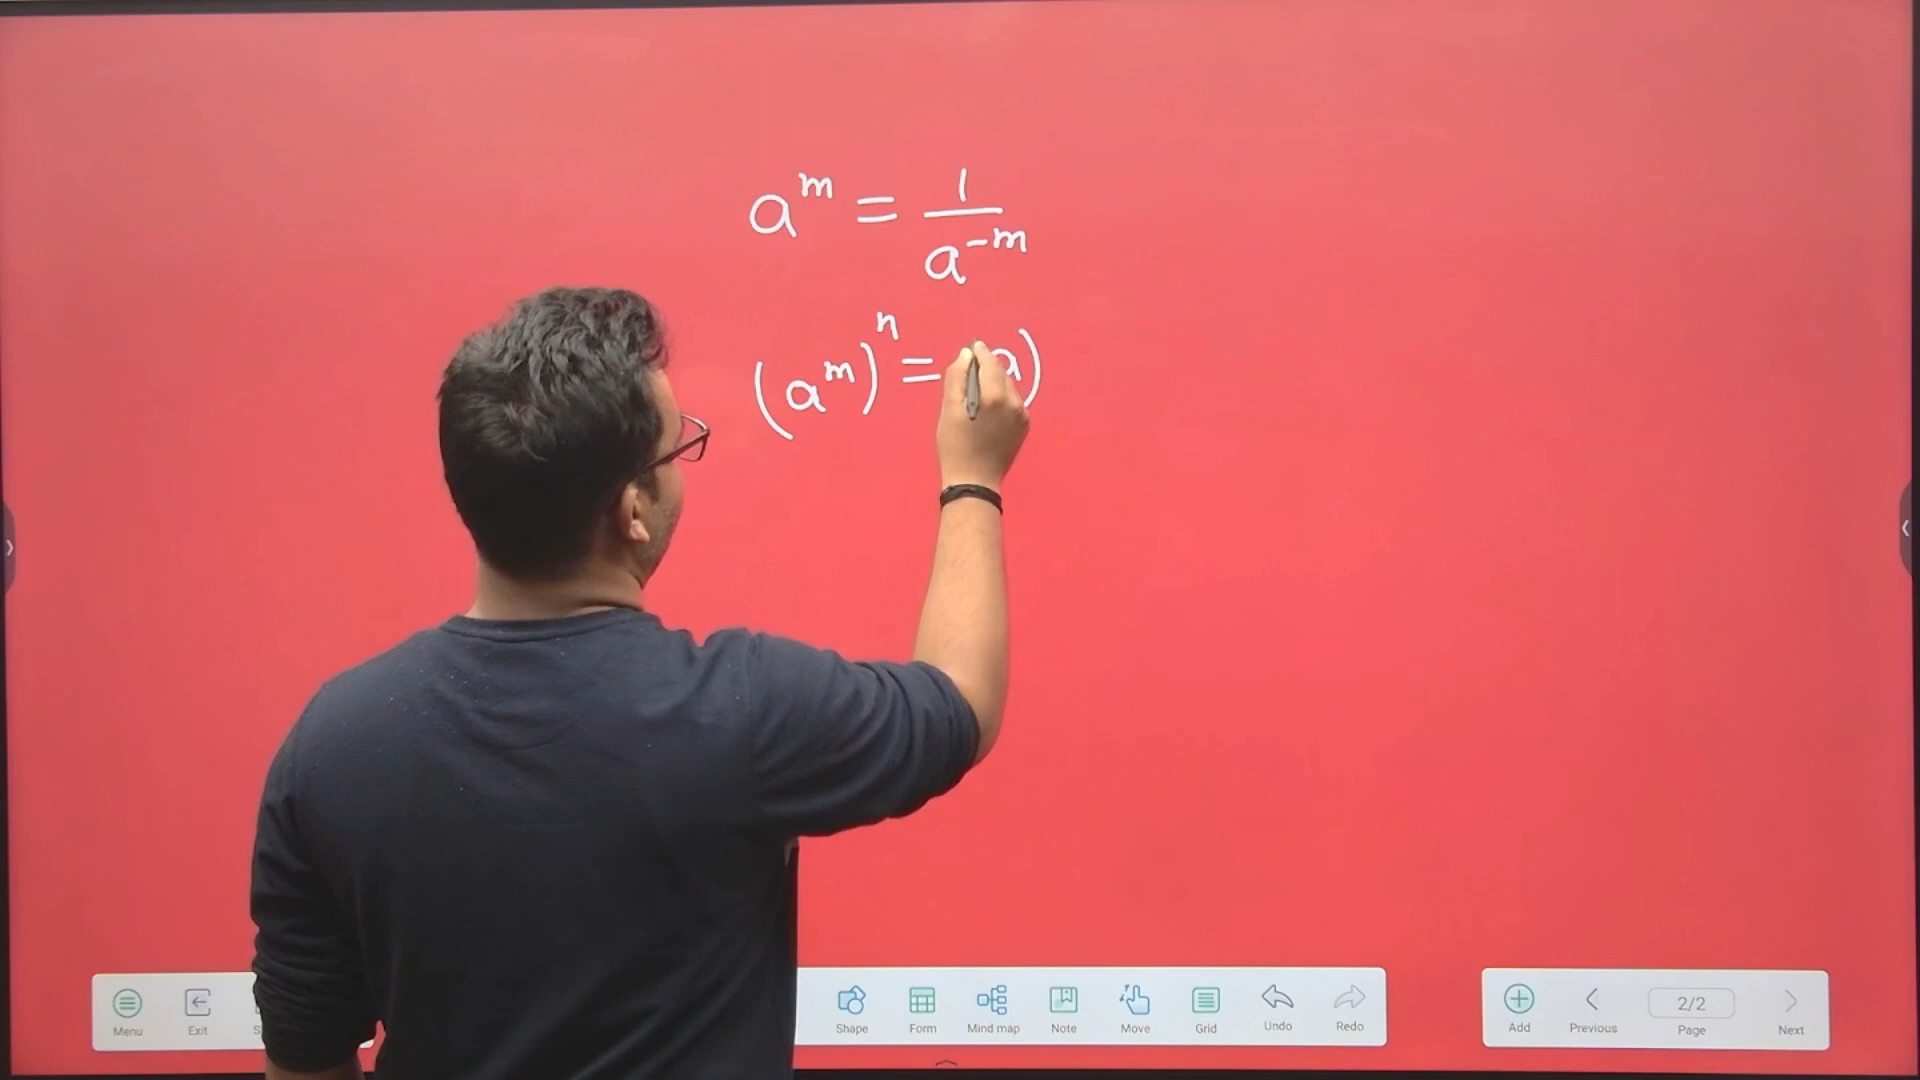 a^m = 1/a^-m
(a^m)^n = a)
Menu Exit Shape Form Mind map Note Move Grid Undo Redo Add Previous 2/2 Page Next